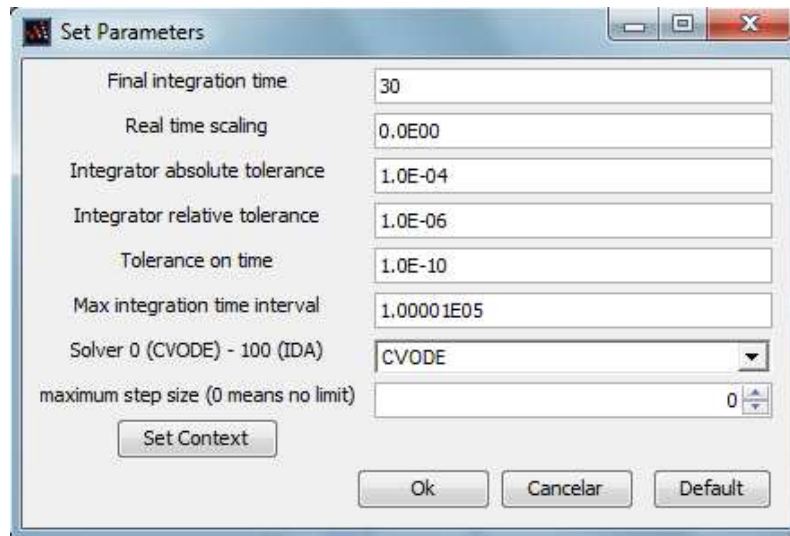 Set Parameters
Final integration time 30
Real time scaling 0.0E00
Integrator absolute tolerance 1.0E-04
Integrator relative tolerance 1.0E-06
Tolerance on time 1.0E-10
Max integration time interval 1.00001E05
Solver 0 (CVODE) - 100 (IDA) CVODE
maximum step size (0 means no limit) 0
Set Context
Ok Cancelar Default